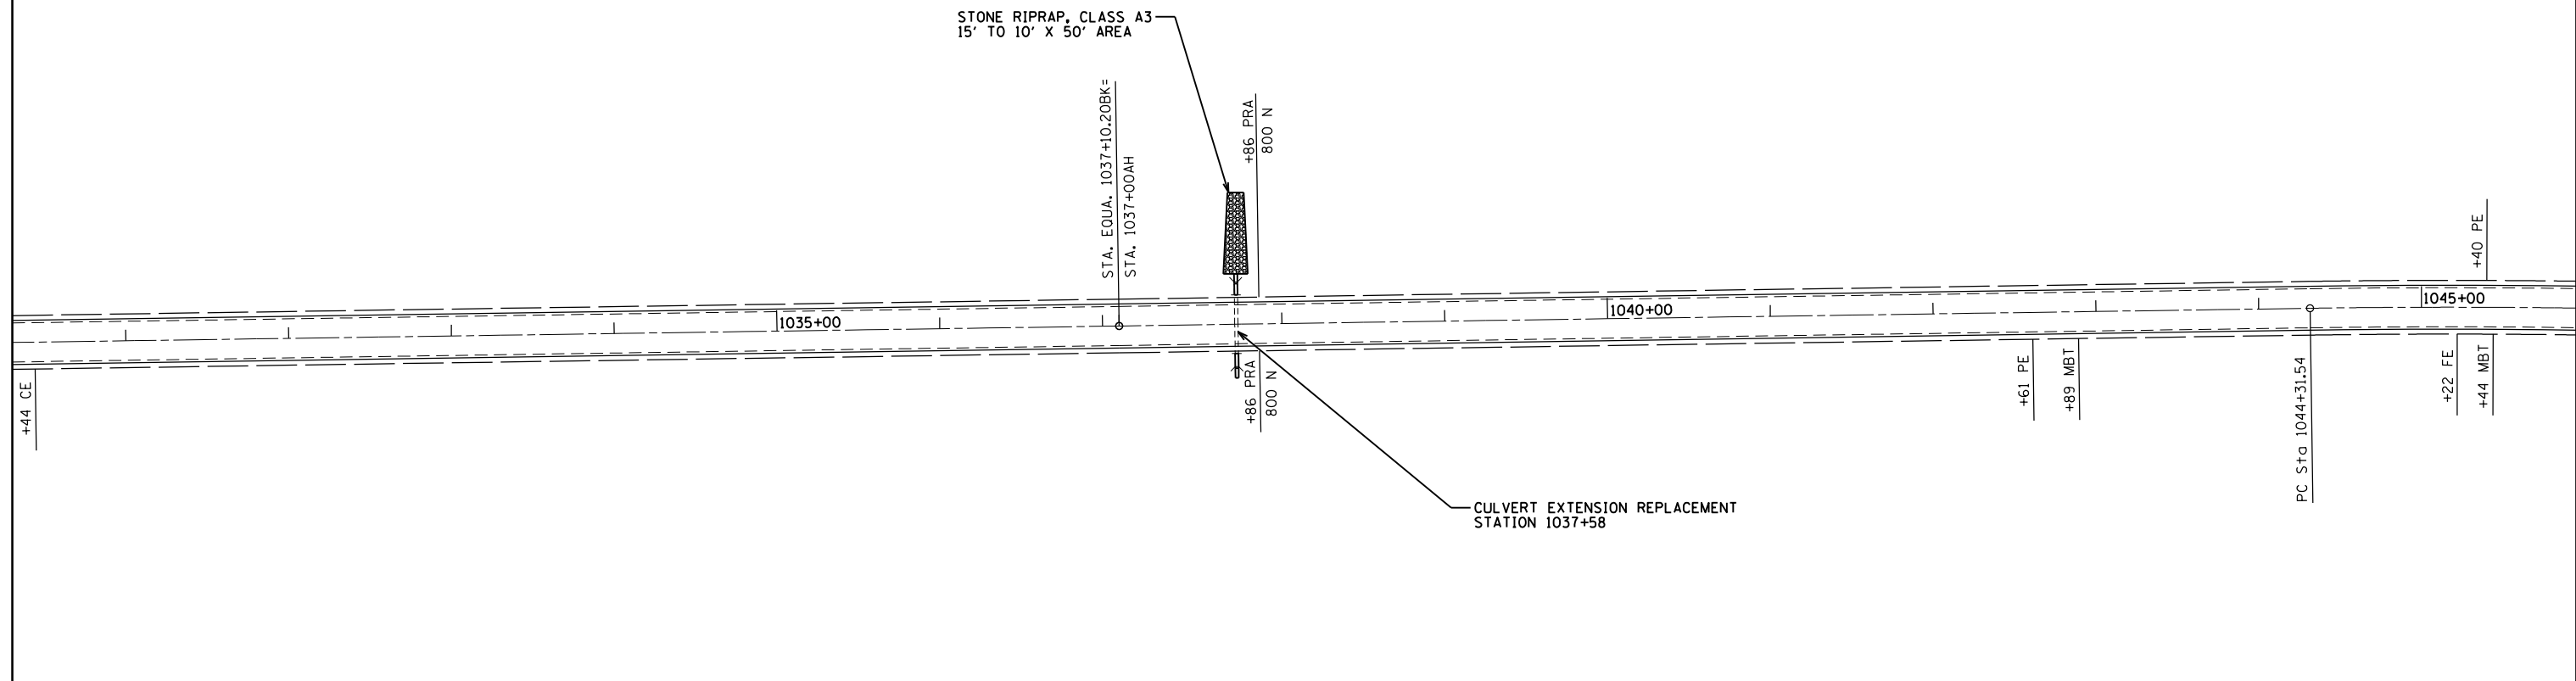 STONE RIPRAP, CLASS A3
15' TO 10' X 50' AREA
STA. EQUA. 1037+10.20BK=
STA. 1037+00AH
+86 PRA
800 N
+40 PE
1035+00
1040+00
1045+00
+44 CE
+86 PRA
800 N
+61 PE
+89 MBT
PC Sta 1044+31.54
+22 FE
+44 MBT
CULVERT EXTENSION REPLACEMENT
STATION 1037+58